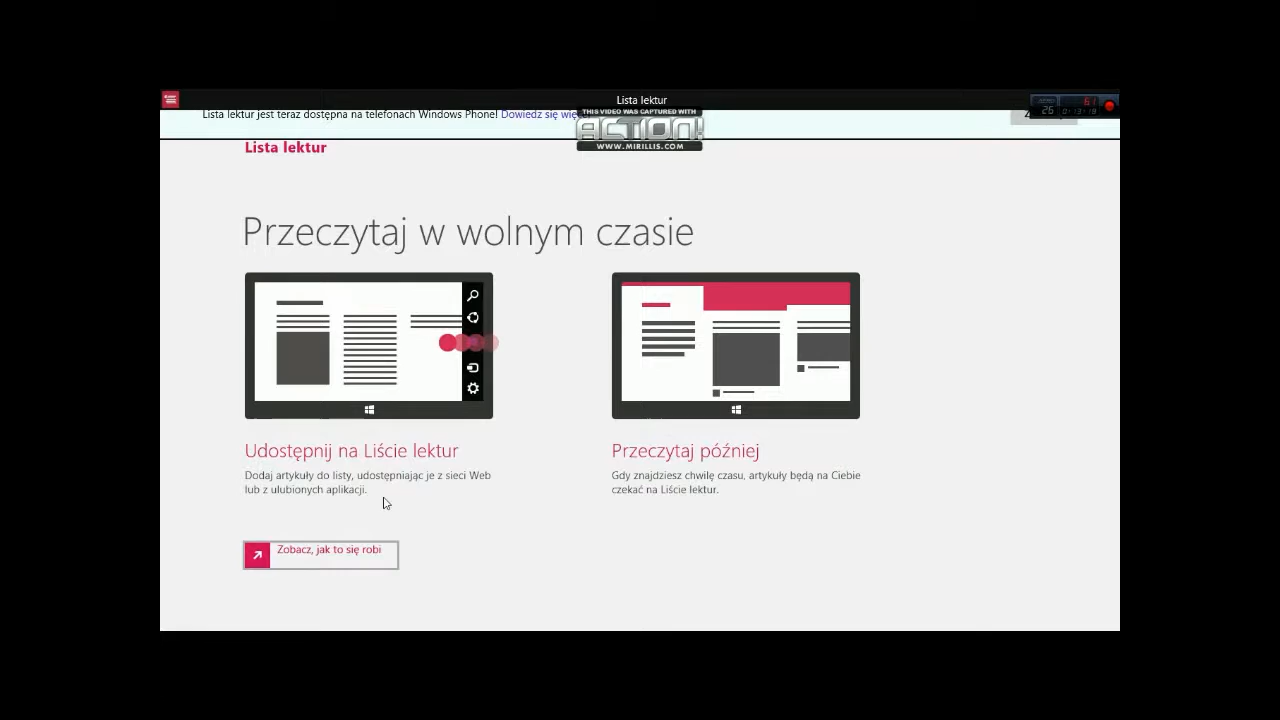 Lista lektur
Lista lektur jest teraz dostępna na telefonach Windows Phone! Dowiedz się
THIS VIDEO WAS CAPTURED WITH
ACTION!
WWW.MIRILLIS.COM
Lista lektur
Przeczytaj w wolnym czasie
Udostępnij na Liście lektur
Dodaj artykuły do listy, udostępniając je z sieci Web
lub z ulubionych aplikacji.
Przeczytaj później
Gdy znajdziesz chwilę czasu, artykuły będą na Ciebie
czekać na Liście lektur.
Zobacz, jak to się robi